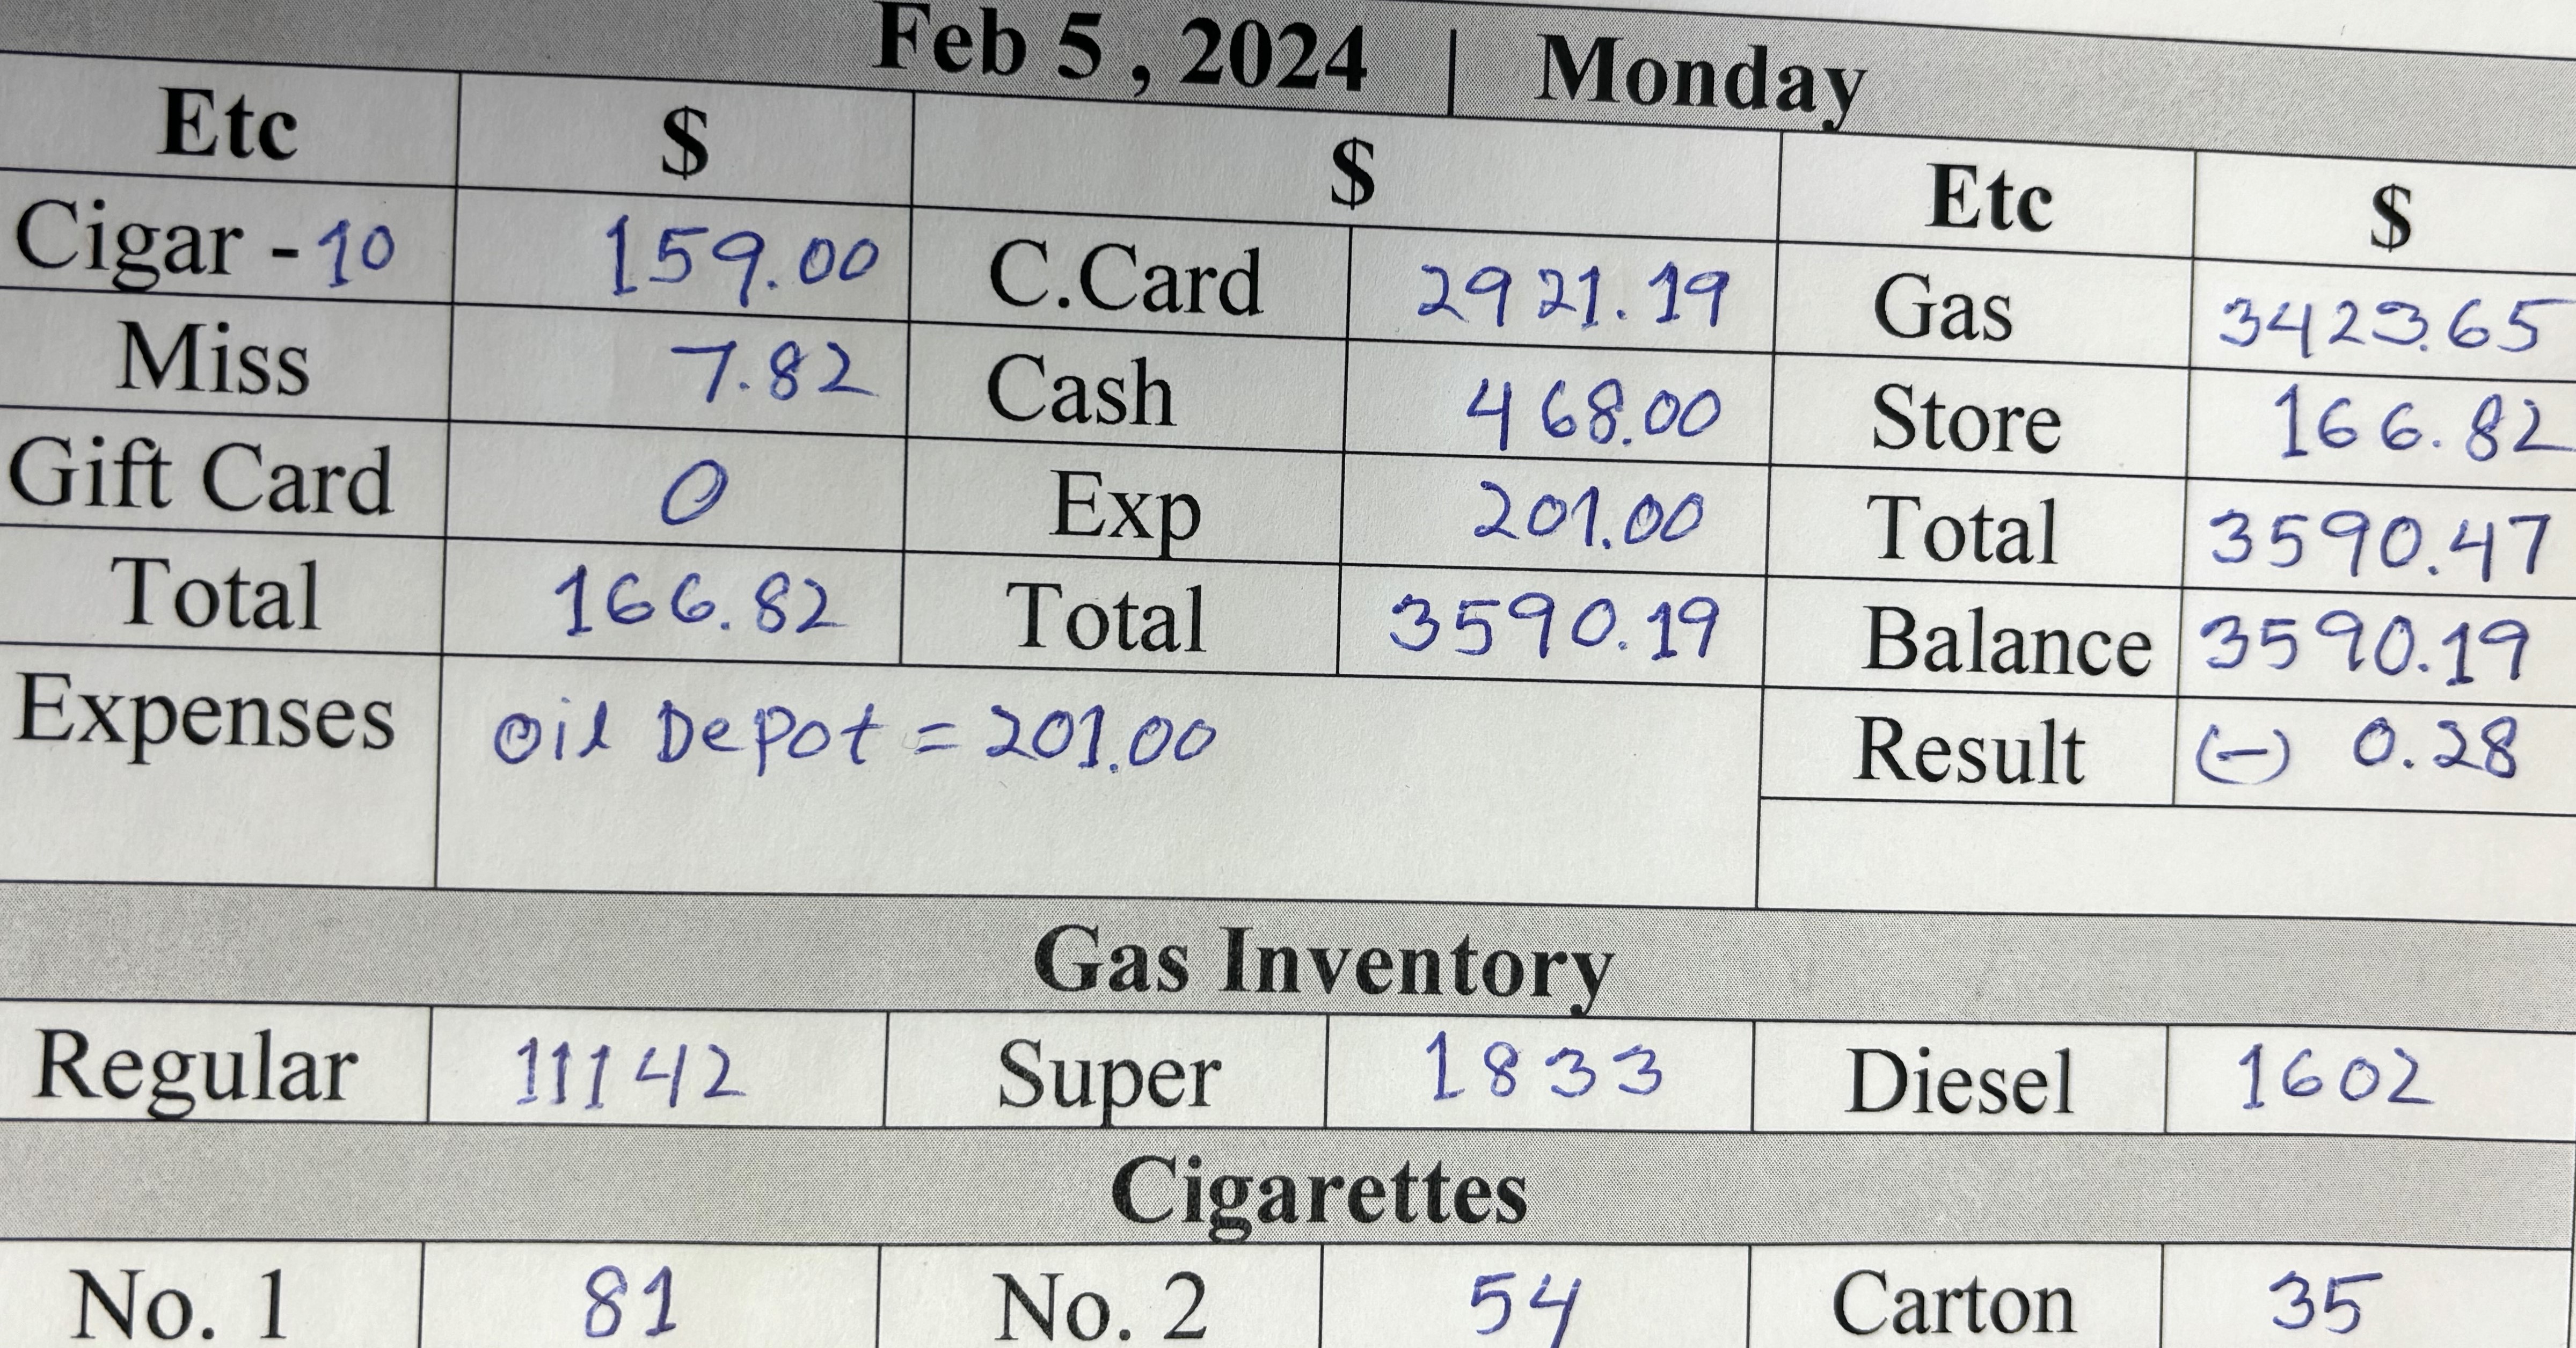 Feb 5 , 2024 | Monday
Etc $ $ Etc $
Cigar - 10 159.00 C.Card 2921.19 Gas 3423.65
Miss 7.82 Cash 468.00 Store 166.82
Gift Card 0 Exp 201.00 Total 3590.47
Total 166.82 Total 3590.19 Balance 3590.19
Expenses Oil Depot = 201.00 Result (-) 0.28
Gas Inventory
Regular 11142 Super 1833 Diesel 1602
Cigarettes
No. 1 81 No. 2 54 Carton 35